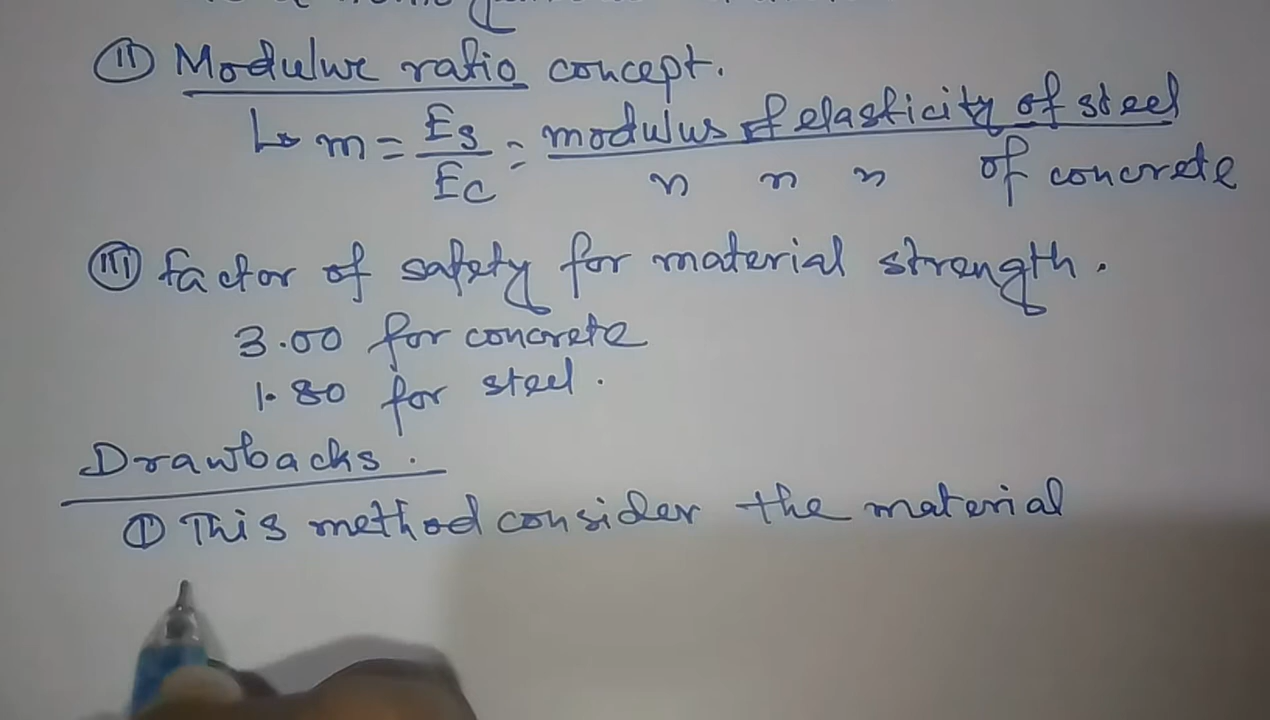 (II) Modulur ratio concept.
↳ m = Es/Ec = modulus of elasticity of steel
" " " of concrete
(III) factor of safety for material strength.
3.00 for concrete
1.80 for steel.
Drawbacks.
(I) This method consider the material